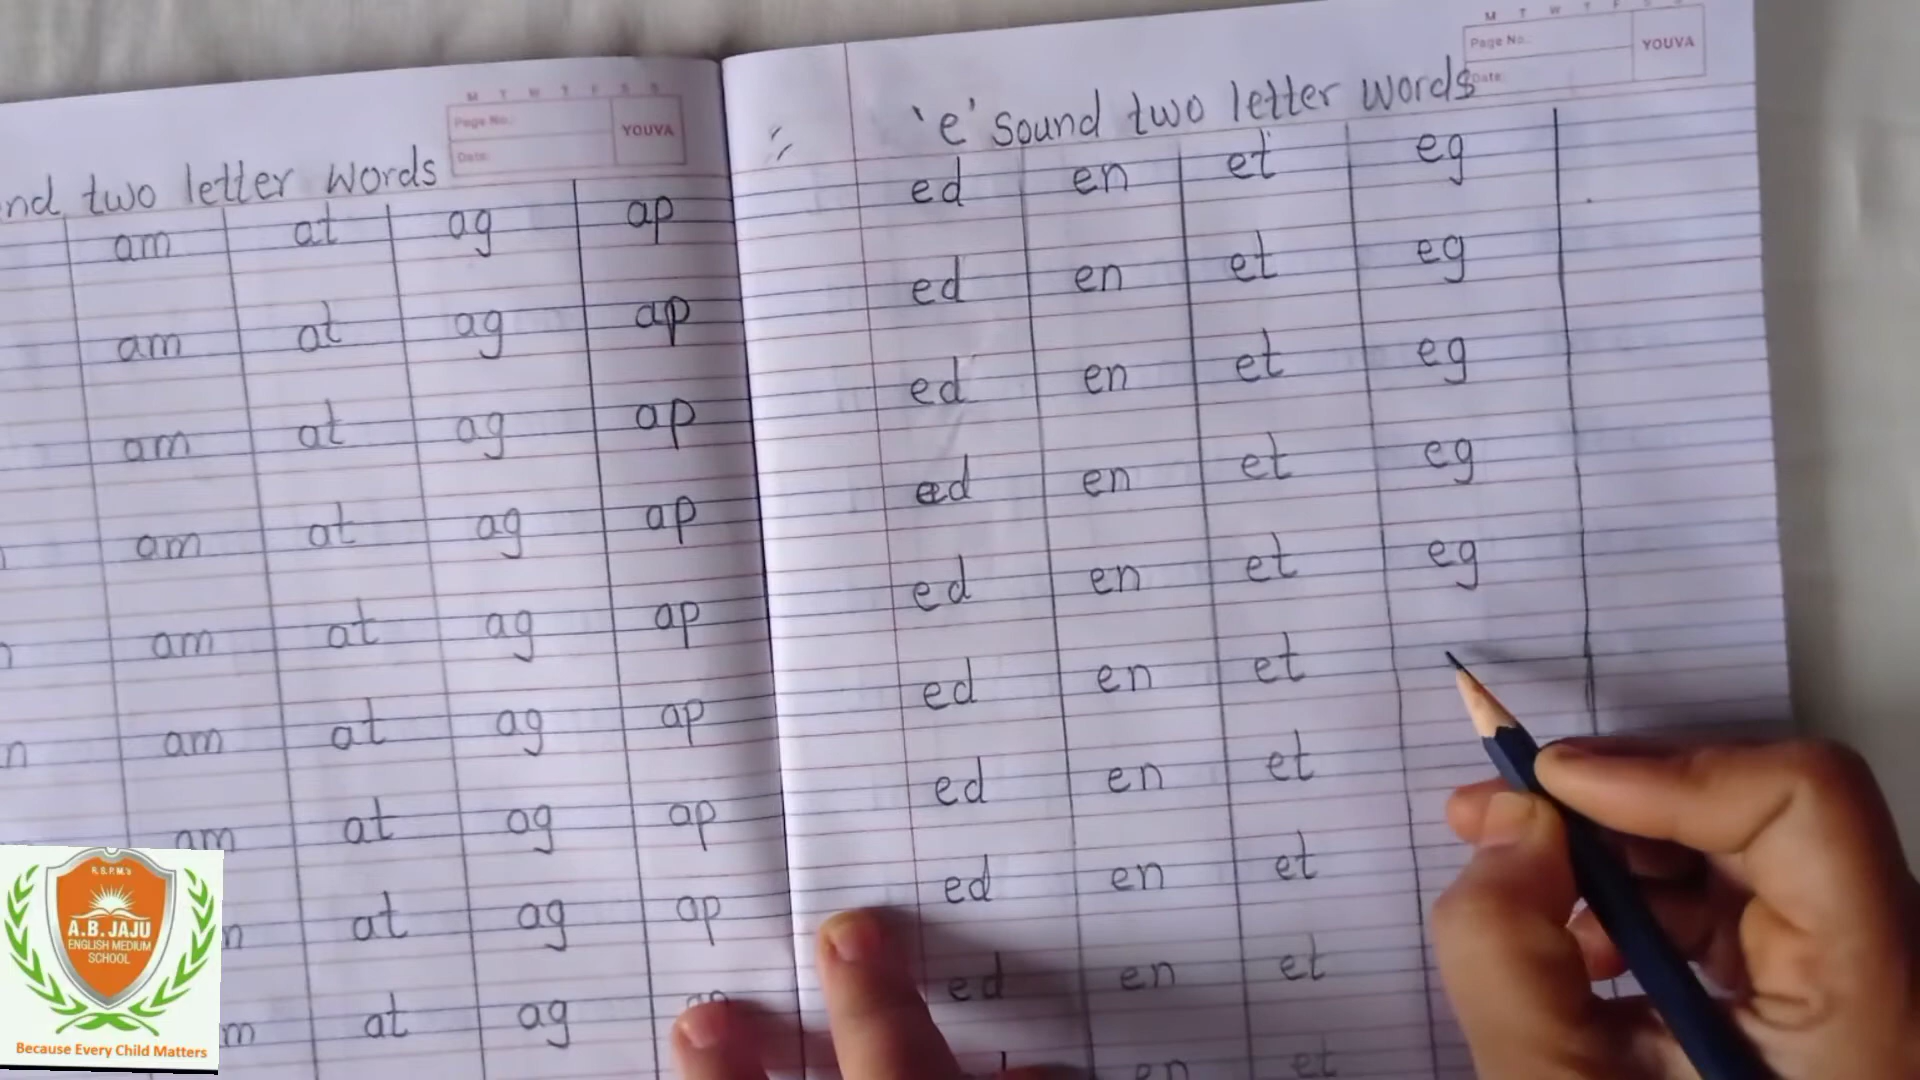 M T W T F S S
Page No.:
YOUVA
Date:
nd two letter words
am at ag ap
am at ag ap
am at ag ap
am at ag ap
am at ag ap
n am at ag ap
am at ag ap
n at ag ap
m at ag ap
M T W T F S S
Page No.:
YOUVA
Date:
'e' sound two letter words
ed en et eg
ed en et eg
ed en et eg
ed en et eg
ed en et eg
ed en et
ed en et
ed en et
ed en et
en et
R.S.P.M.'s
A.B. JAJU
ENGLISH MEDIUM
SCHOOL
Because Every Child Matters